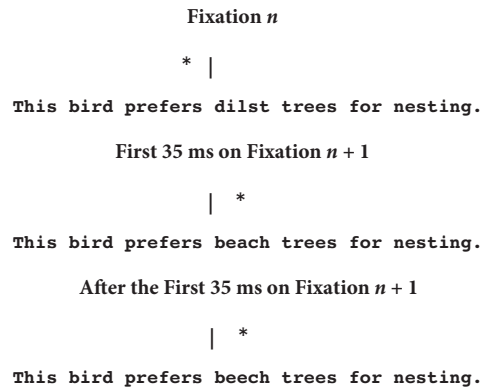 Fixation n
* |
This bird prefers dilst trees for nesting.
First 35 ms on Fixation n + 1
| *
This bird prefers beach trees for nesting.
After the First 35 ms on Fixation n + 1
| *
This bird prefers beech trees for nesting.